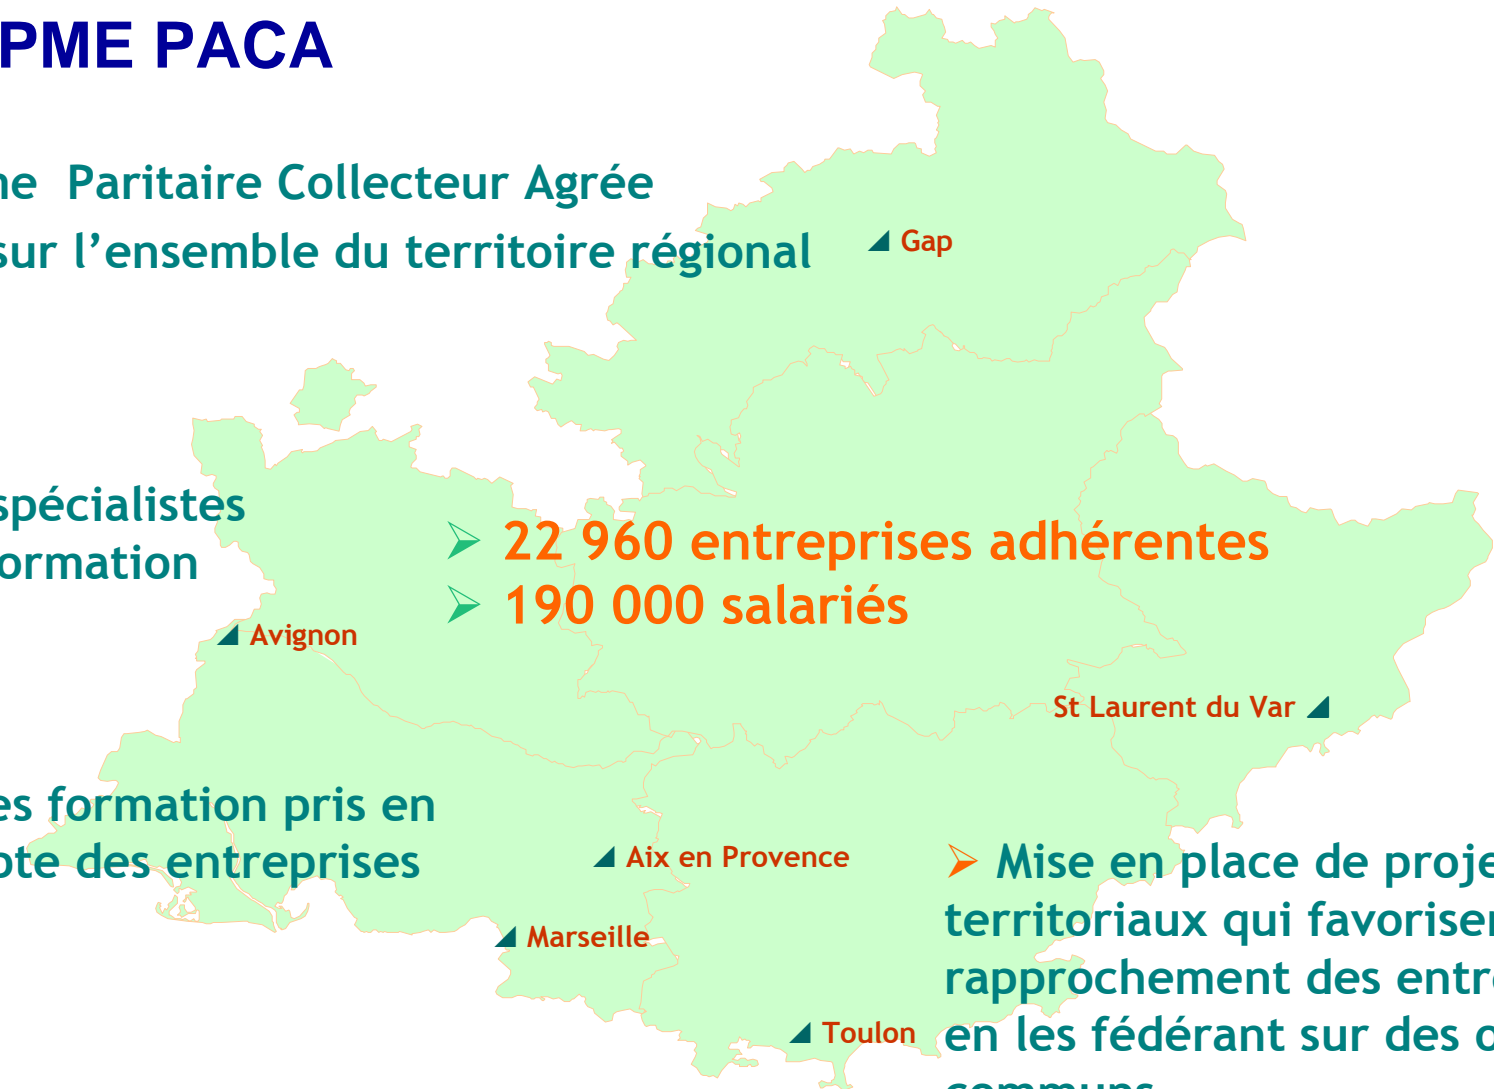 PME PACA
ne Paritaire Collecteur Agrée
sur l’ensemble du territoire régional
Gap
spécialistes
ormation
➢ 22 960 entreprises adhérentes
➢ 190 000 salariés
Avignon
St Laurent du Var
es formation pris en
pte des entreprises
Aix en Provence
Marseille
Toulon
➢ Mise en place de proje
territoriaux qui favoriser
rapprochement des entre
en les fédérant sur des o
communs